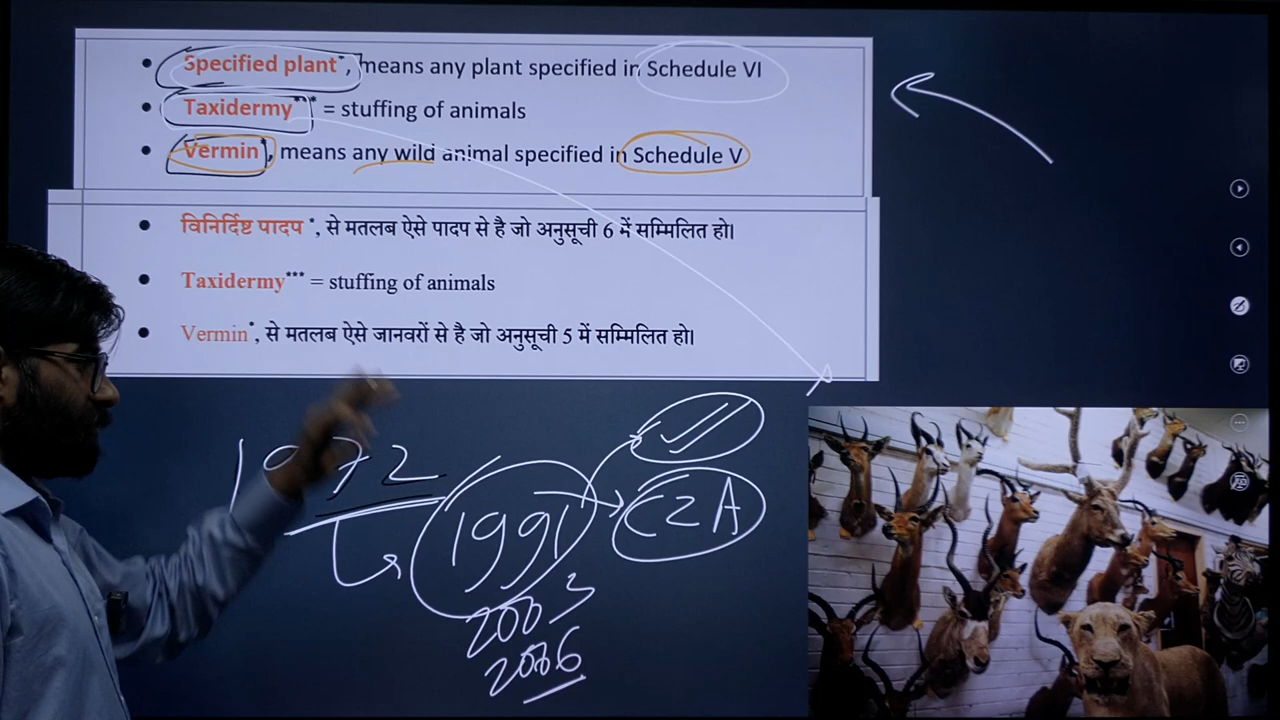 • Specified plant*, means any plant specified in Schedule VI
• Taxidermy*** = stuffing of animals
• Vermin*, means any wild animal specified in Schedule V
• विनिर्दिष्ट पादप *, से मतलब ऐसे पादप से है जो अनुसूची 6 में सम्मिलित हो।
• Taxidermy*** = stuffing of animals
• Vermin*, से मतलब ऐसे जानवरों से है जो अनुसूची 5 में सम्मिलित हो।
1972
1991
CZA
2003
2006